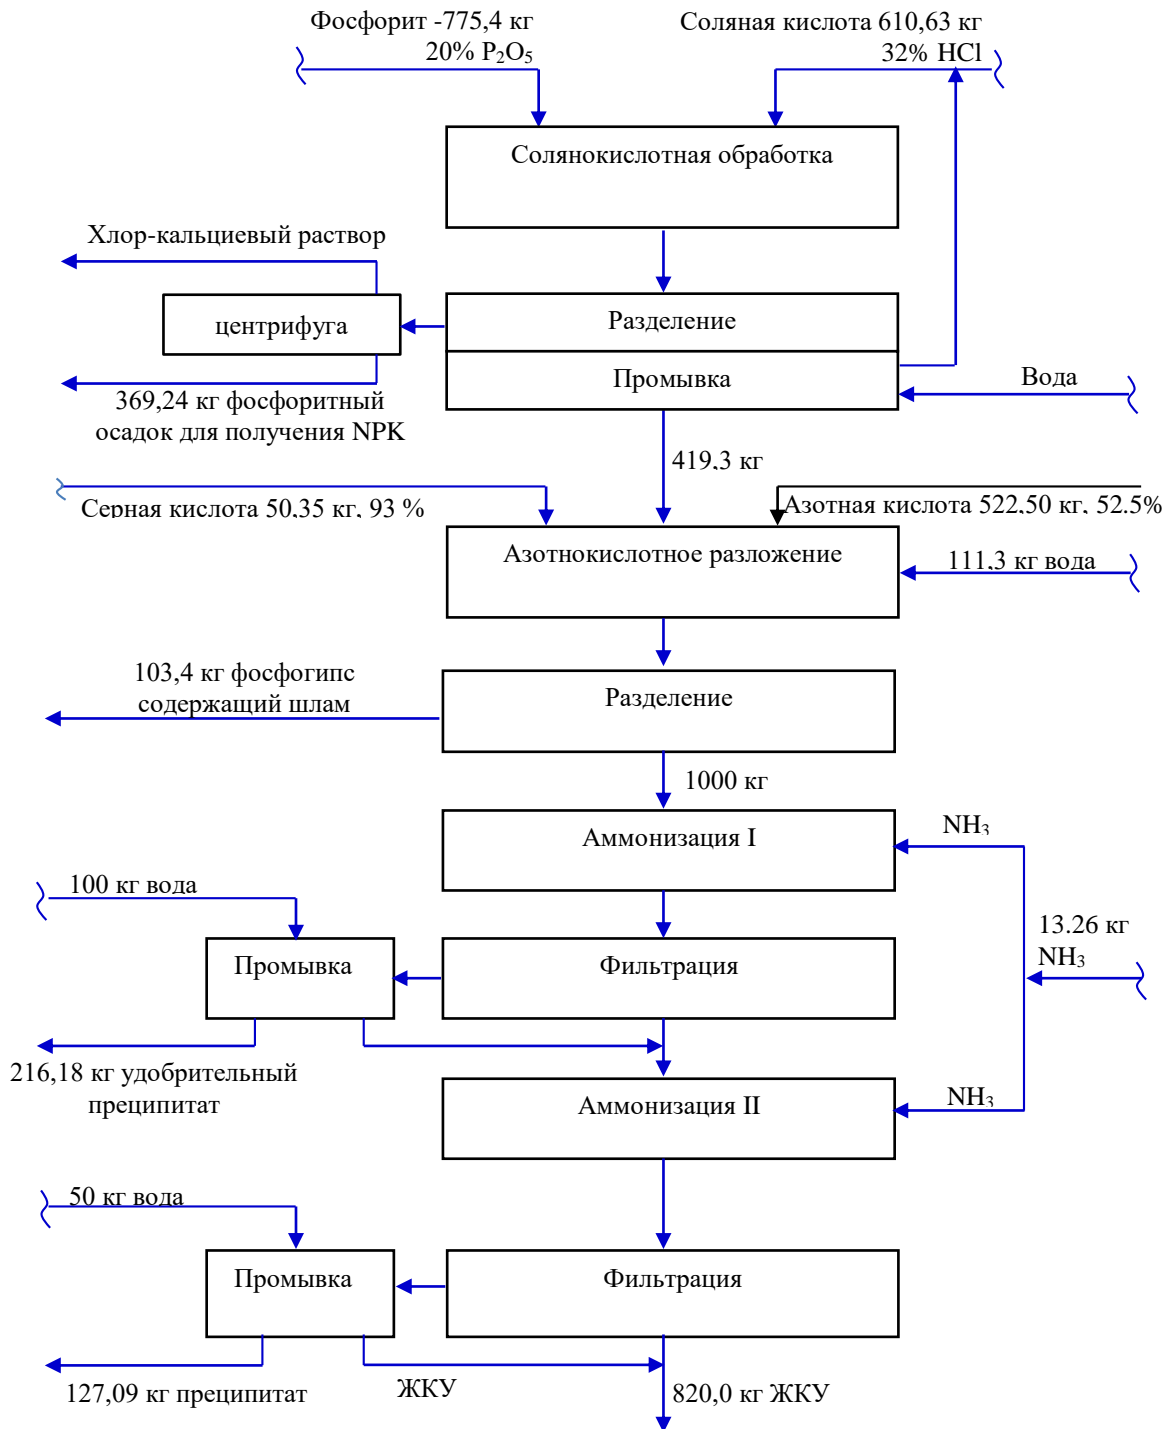 Фосфорит -775,4 кг
20% P₂O₅
Соляная кислота 610,63 кг
32% HCl
Солянокислотная обработка
Хлор-кальциевый раствор
центрифуга
Разделение
Промывка
Вода
369,24 кг фосфоритный
осадок для получения NPK
419,3 кг
Серная кислота 50,35 кг, 93 %
Азотная кислота 522,50 кг, 52.5%
Азотнокислотное разложение
111,3 кг вода
103,4 кг фосфогипс
содержащий шлам
Разделение
1000 кг
Аммонизация I
NH₃
100 кг вода
13.26 кг
NH₃
Промывка
Фильтрация
216,18 кг удобрительный
преципитат
Аммонизация II
NH₃
50 кг вода
Промывка
Фильтрация
127,09 кг преципитат
ЖКУ
820,0 кг ЖКУ